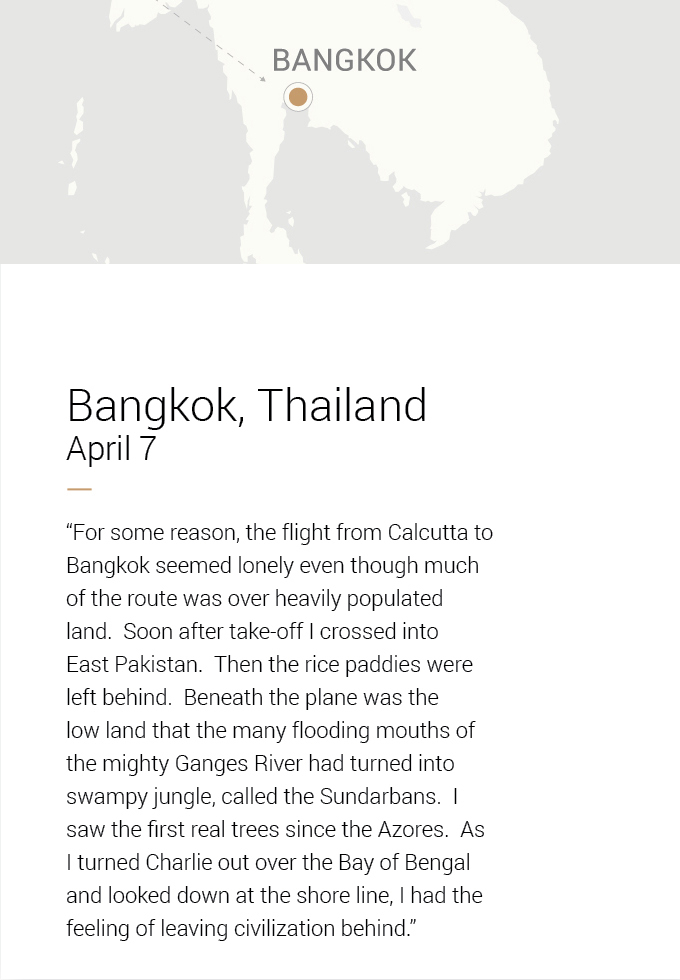 BANGKOK
Bangkok, Thailand
April 7
“For some reason, the flight from Calcutta to
Bangkok seemed lonely even though much
of the route was over heavily populated
land.  Soon after take-off I crossed into
East Pakistan.  Then the rice paddies were
left behind.  Beneath the plane was the
low land that the many flooding mouths of
the mighty Ganges River had turned into
swampy jungle, called the Sundarbans.  I
saw the first real trees since the Azores.  As
I turned Charlie out over the Bay of Bengal
and looked down at the shore line, I had the
feeling of leaving civilization behind.”